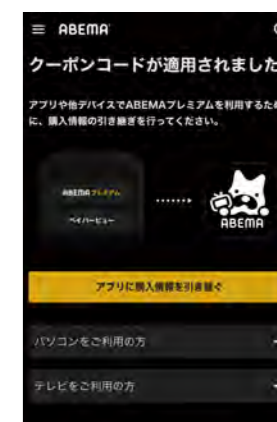 ABEMA
クーポンコードが適用されました
アプリや他デバイスでABEMAプレミアムを利用するため
に、購入情報の引き継ぎを行ってください。
ABEMAプレミアム
ペイパービュー
ABEMA
アプリに購入情報を引き継ぐ
パソコンをご利用の方
テレビをご利用の方